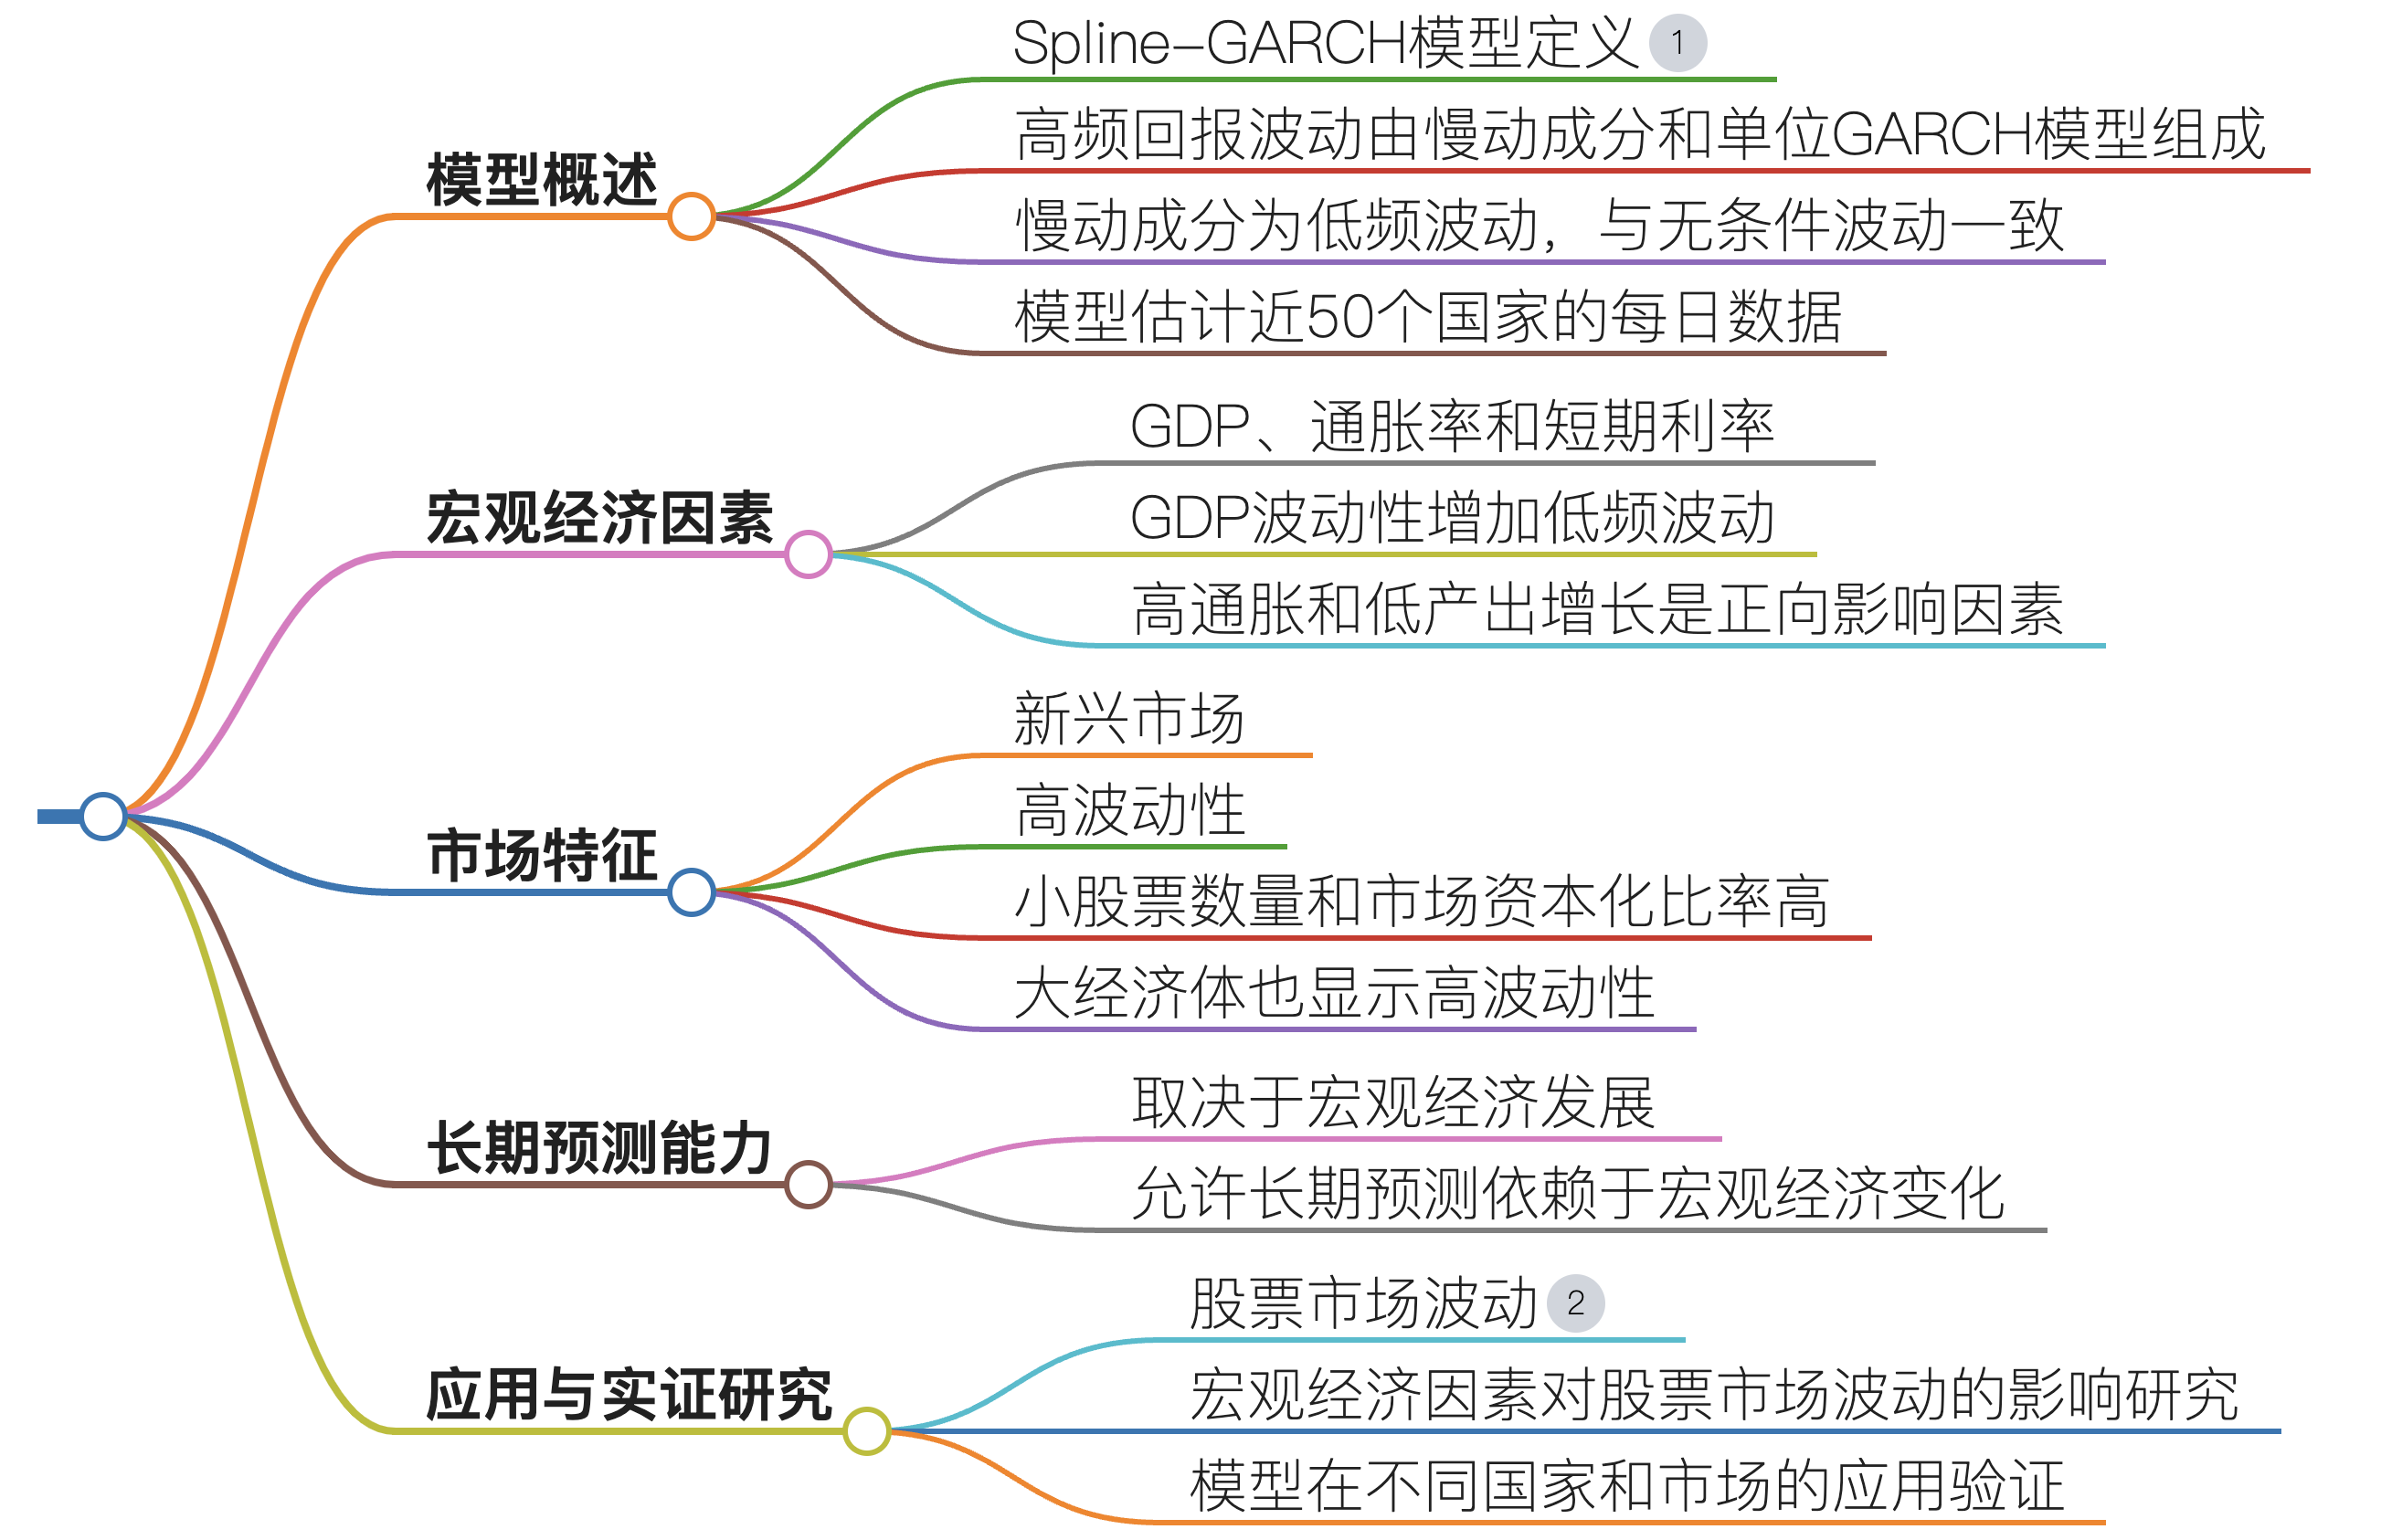 Spline-GARCH模型定义 1
高频回报波动由慢动成分和单位GARCH模型组成
模型概述
慢动成分为低频波动，与无条件波动一致
模型估计近50个国家的每日数据
GDP、通胀率和短期利率
宏观经济因素
GDP波动性增加低频波动
高通胀和低产出增长是正向影响因素
新兴市场
高波动性
市场特征
小股票数量和市场资本化比率高
大经济体也显示高波动性
取决于宏观经济发展
长期预测能力
允许长期预测依赖于宏观经济变化
股票市场波动 2
应用与实证研究
宏观经济因素对股票市场波动的影响研究
模型在不同国家和市场的应用验证